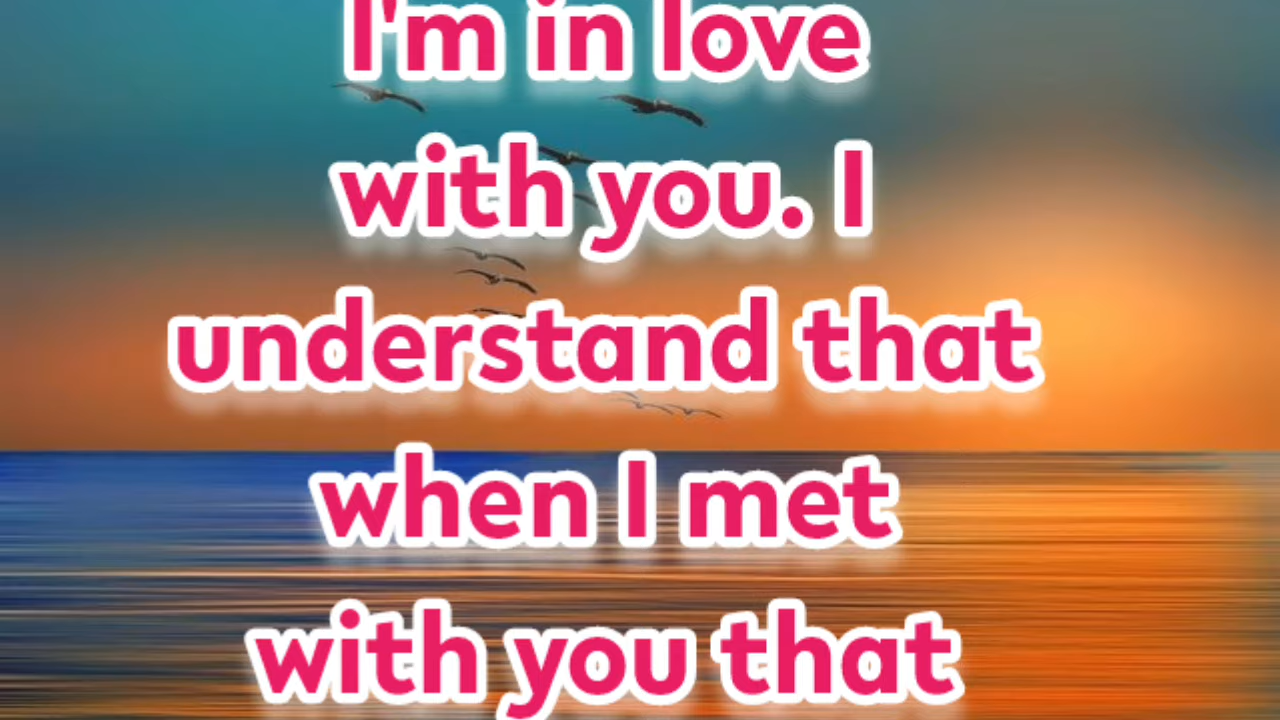 I'm in love
with you. I
understand that
when I met
with you that